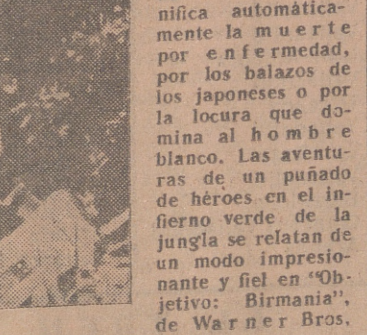 nifica automática-
mente la muerte
por enfermedad,
por los balazos de
los japoneses o por
la locura que do-
mina al hombre
blanco. Las aventu-
ras de un puñado
de héroes en el in-
fierno verde de la
jungla se relatan de
un modo impresio-
nante y fiel en "Ob-
jetivo: Birmania",
de Warner Bros.